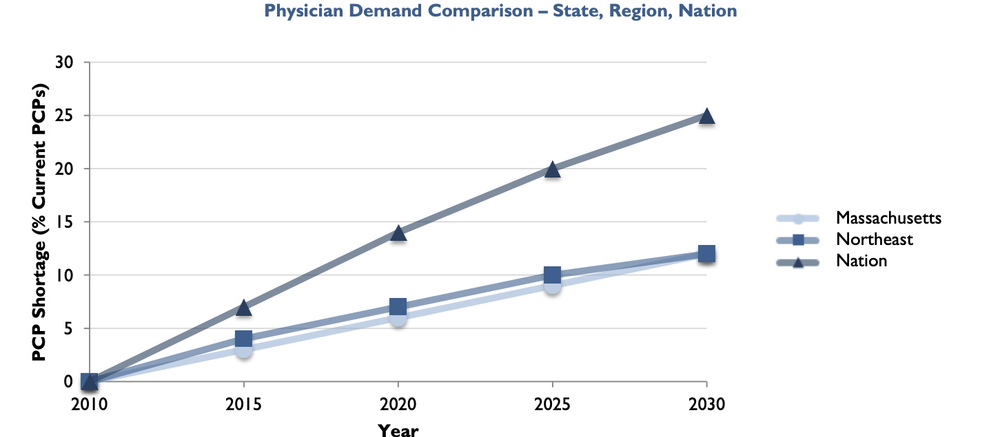 Physician Demand Comparison – State, Region, Nation
PCP Shortage (% Current PCPs)
30
25
20
15
10
5
0
2010 2015 2020 2025 2030
Year
Massachusetts
Northeast
Nation